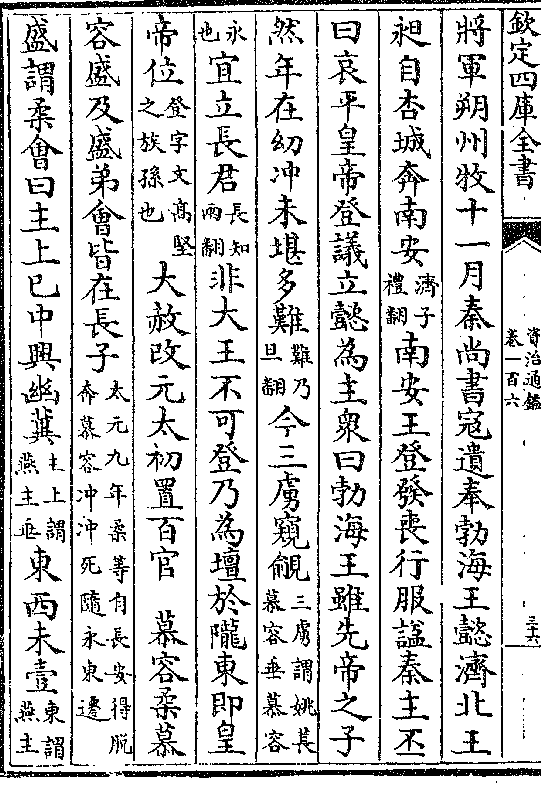 欽定四庫全書
資治通鑑
卷一百六
三十六
將軍朔州牧十一月秦尚書寇遺奉勃海王懿濟北王
昶自杏城奔南安濟子禮翻南安王登發喪行服諡秦主丕
曰哀平皇帝登議立懿為主衆曰勃海王雖先帝之子
然年在幼冲未堪多難難乃旦翻今三虜窺覦三虜謂姚萇慕容垂慕容
永也宜立長君長知兩翻非大王不可登乃為壇於隴東即皇
帝位登字文髙堅之族孫也大赦改元太初置百官 慕容柔慕
容盛及盛弟會皆在長子太元九年柔等自長安得脫奔慕容冲冲死隨永東遷
盛謂柔會曰主上已中興幽冀主上謂燕主垂東西未壹東謂燕主